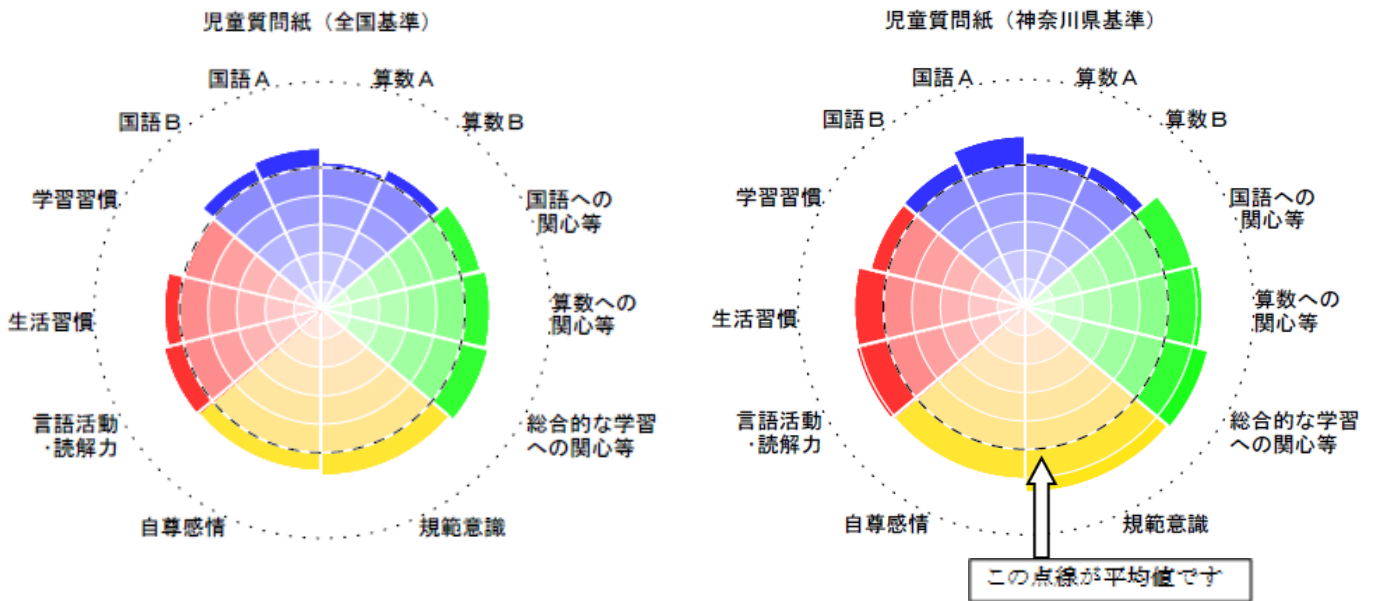 児童質問紙（全国基準）
国語Ａ
算数Ａ
国語Ｂ
算数Ｂ
学習習慣
国語への
関心等
生活習慣
算数への
関心等
言語活動
・読解力
総合的な学習
への関心等
自尊感情
規範意識
児童質問紙（神奈川県基準）
国語Ａ
算数Ａ
国語Ｂ
算数Ｂ
学習習慣
国語への
関心等
生活習慣
算数への
関心等
言語活動
・読解力
総合的な学習
への関心等
自尊感情
規範意識
この点線が平均値です